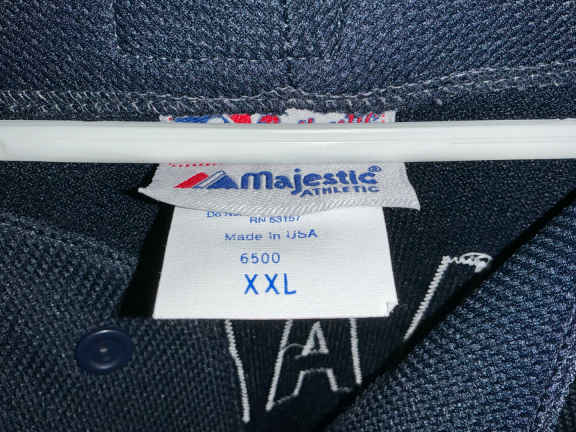 Majestic®
ATHLETIC
RN 53157
Made in USA
6500
XXL
A